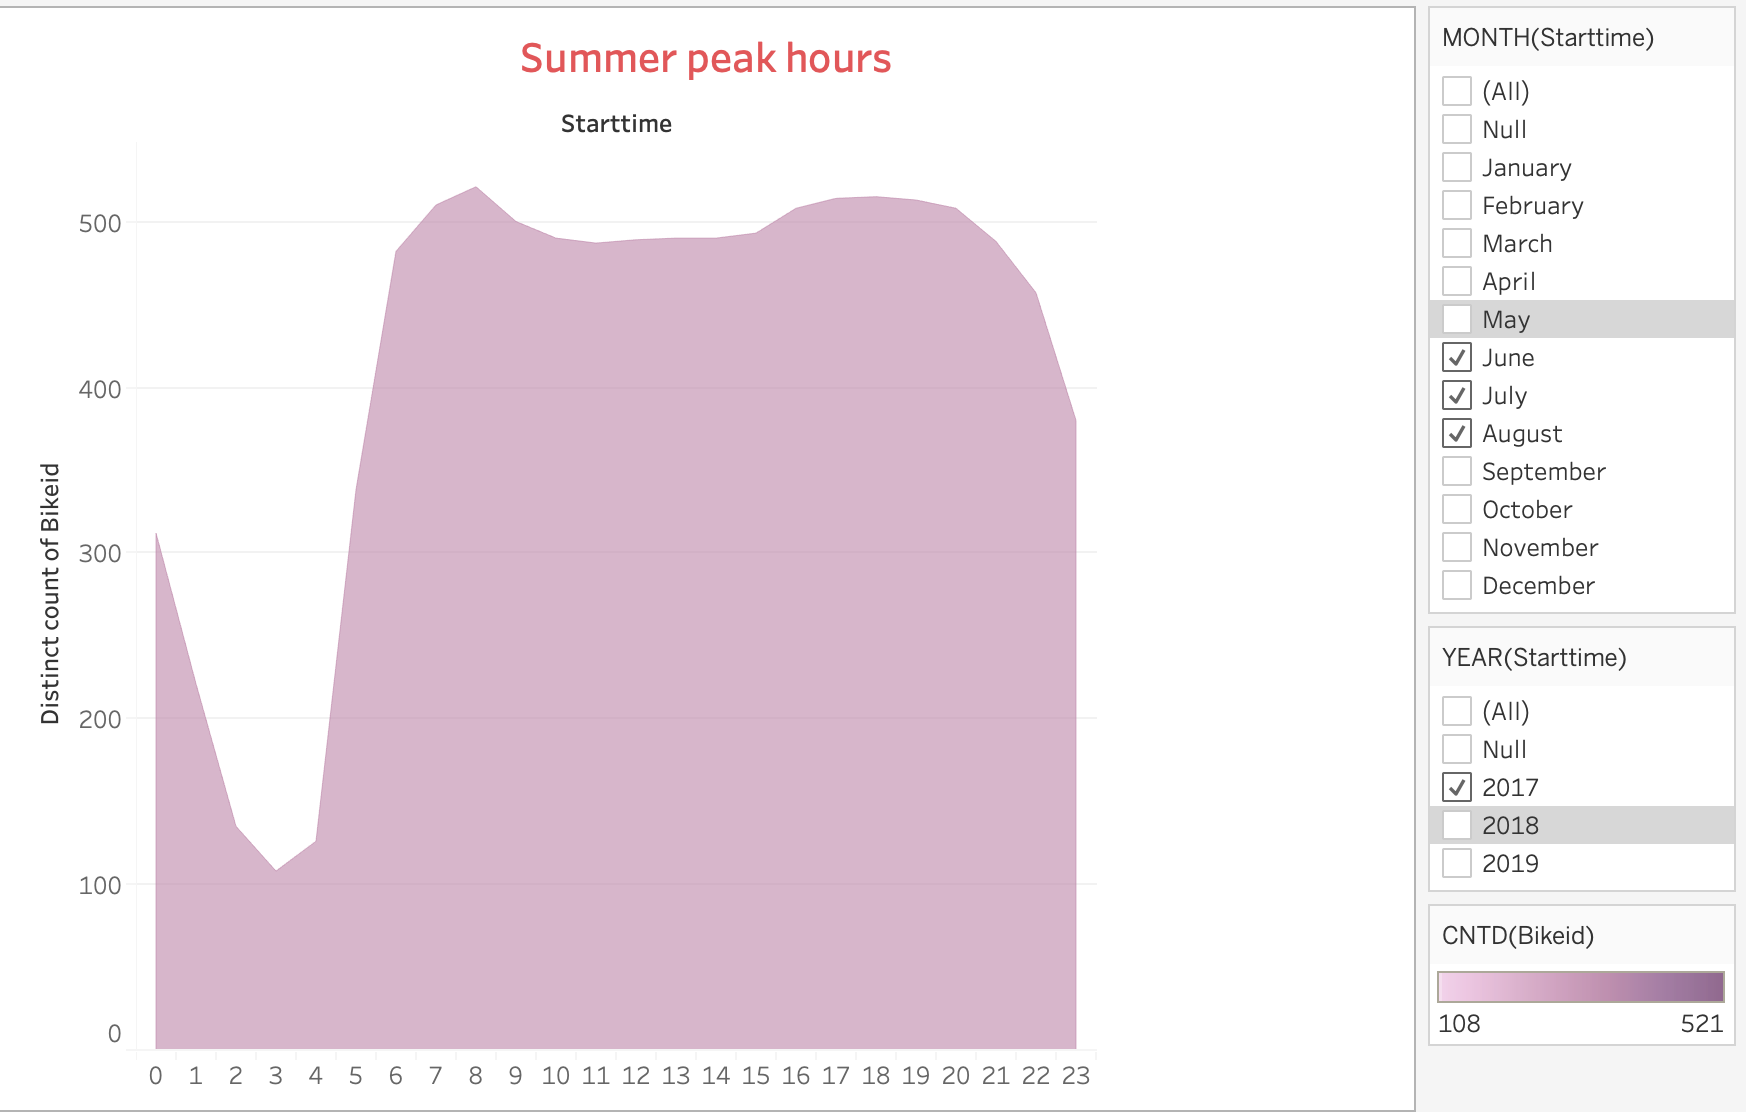 Summer peak hours
Starttime
Distinct count of Bikeid
500
400
300
200
100
0
0 1 2 3 4 5 6 7 8 9 10 11 12 13 14 15 16 17 18 19 20 21 22 23
MONTH(Starttime)
(All)
Null
January
February
March
April
May
June
July
August
September
October
November
December
YEAR(Starttime)
(All)
Null
2017
2018
2019
CNTD(Bikeid)
108 521